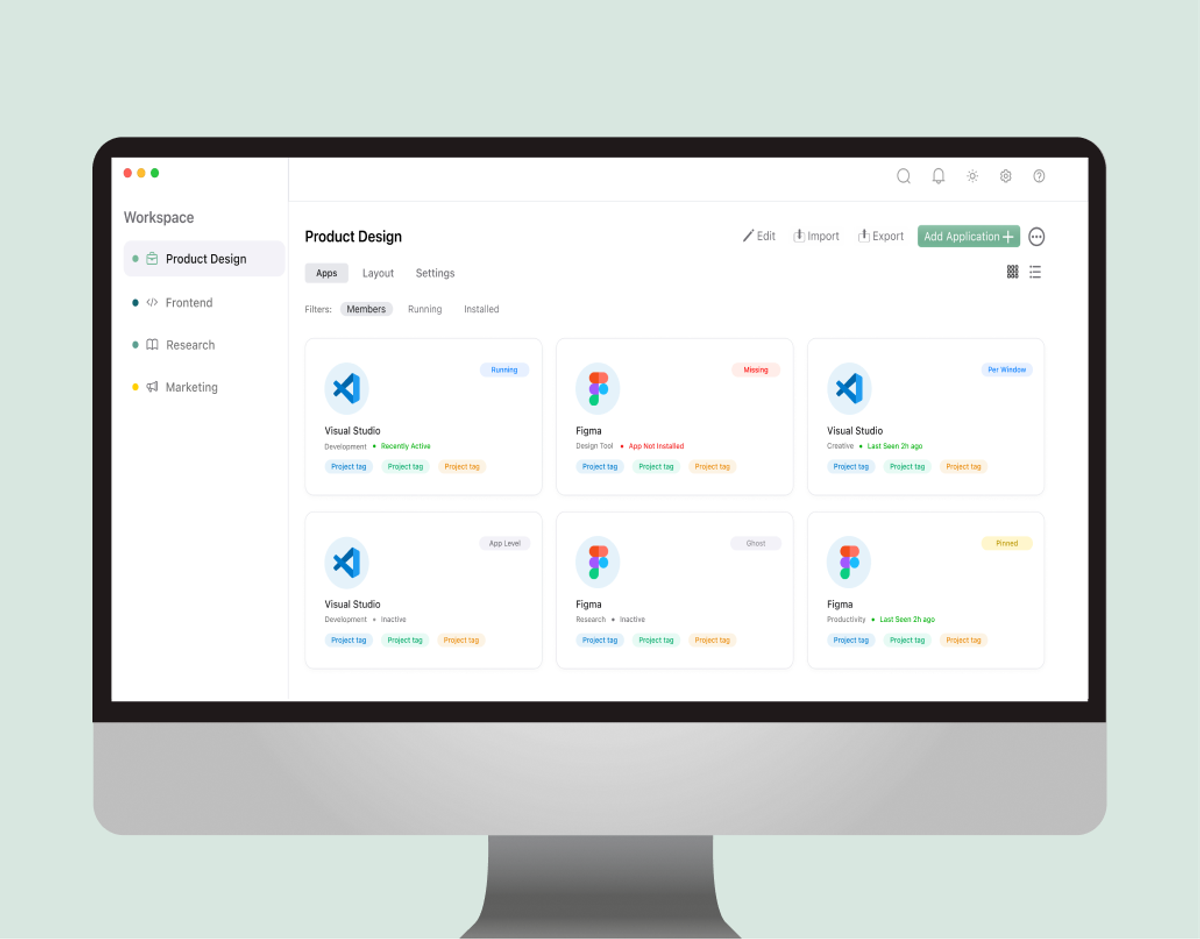 Workspace
Product Design
Frontend
Research
Marketing
Product Design
Edit Import Export Add Application
Apps Layout Settings
Filters: Members Running Installed
Running
Visual Studio
Development • Recently Active
Project tag Project tag Project tag
Missing
Figma
Design Tool • App Not Installed
Project tag Project tag Project tag
Per Window
Visual Studio
Creative • Last Seen 2h ago
Project tag Project tag Project tag
App Level
Visual Studio
Development • Inactive
Project tag Project tag Project tag
Ghost
Figma
Research • Inactive
Project tag Project tag Project tag
Pinned
Figma
Productivity • Last Seen 2h ago
Project tag Project tag Project tag